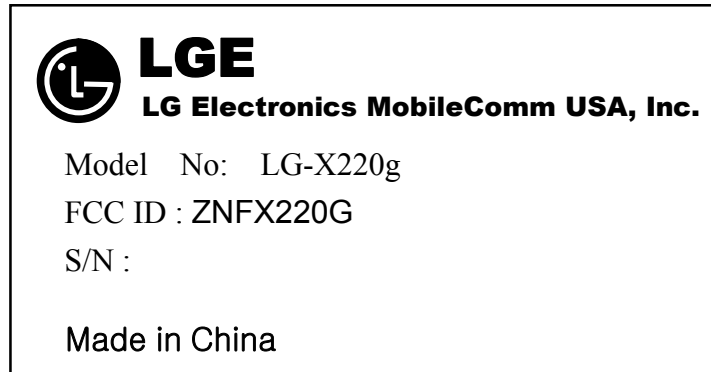 LGE
LG Electronics MobileComm USA, Inc.
Model No: LG-X220g
FCC ID : ZNFX220G
S/N :
Made in China